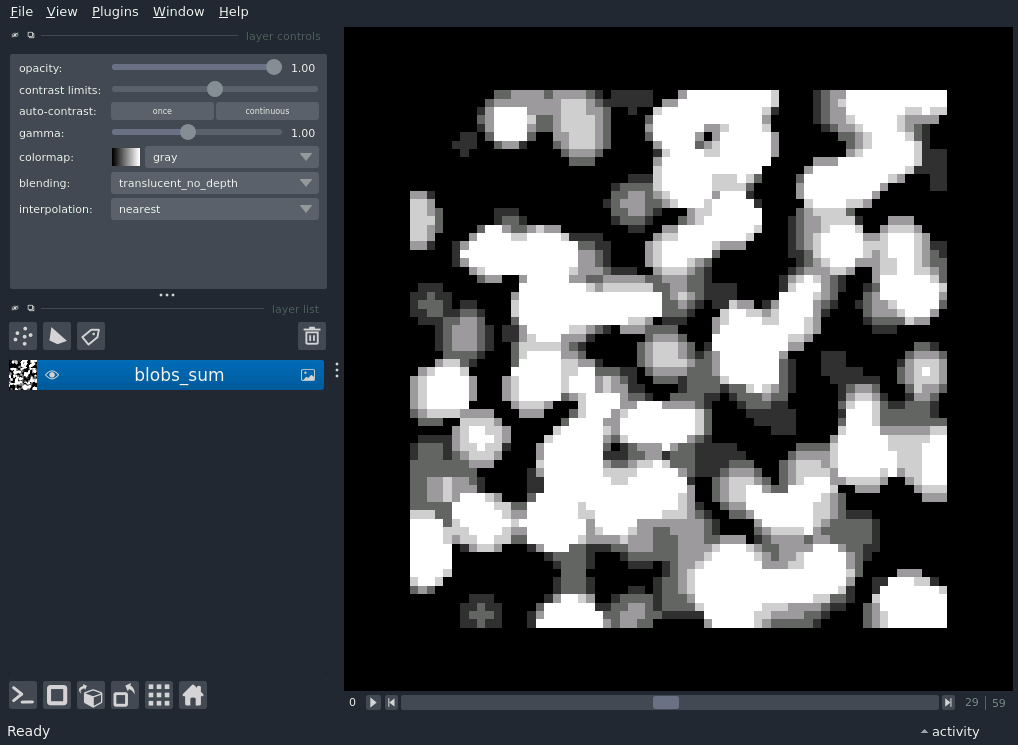 File View Plugins Window Help
layer controls
opacity: 1.00
contrast limits:
auto-contrast: once continuous
gamma: 1.00
colormap: gray
blending: translucent_no_depth
interpolation: nearest
layer list
blobs_sum
0 29 59
Ready activity